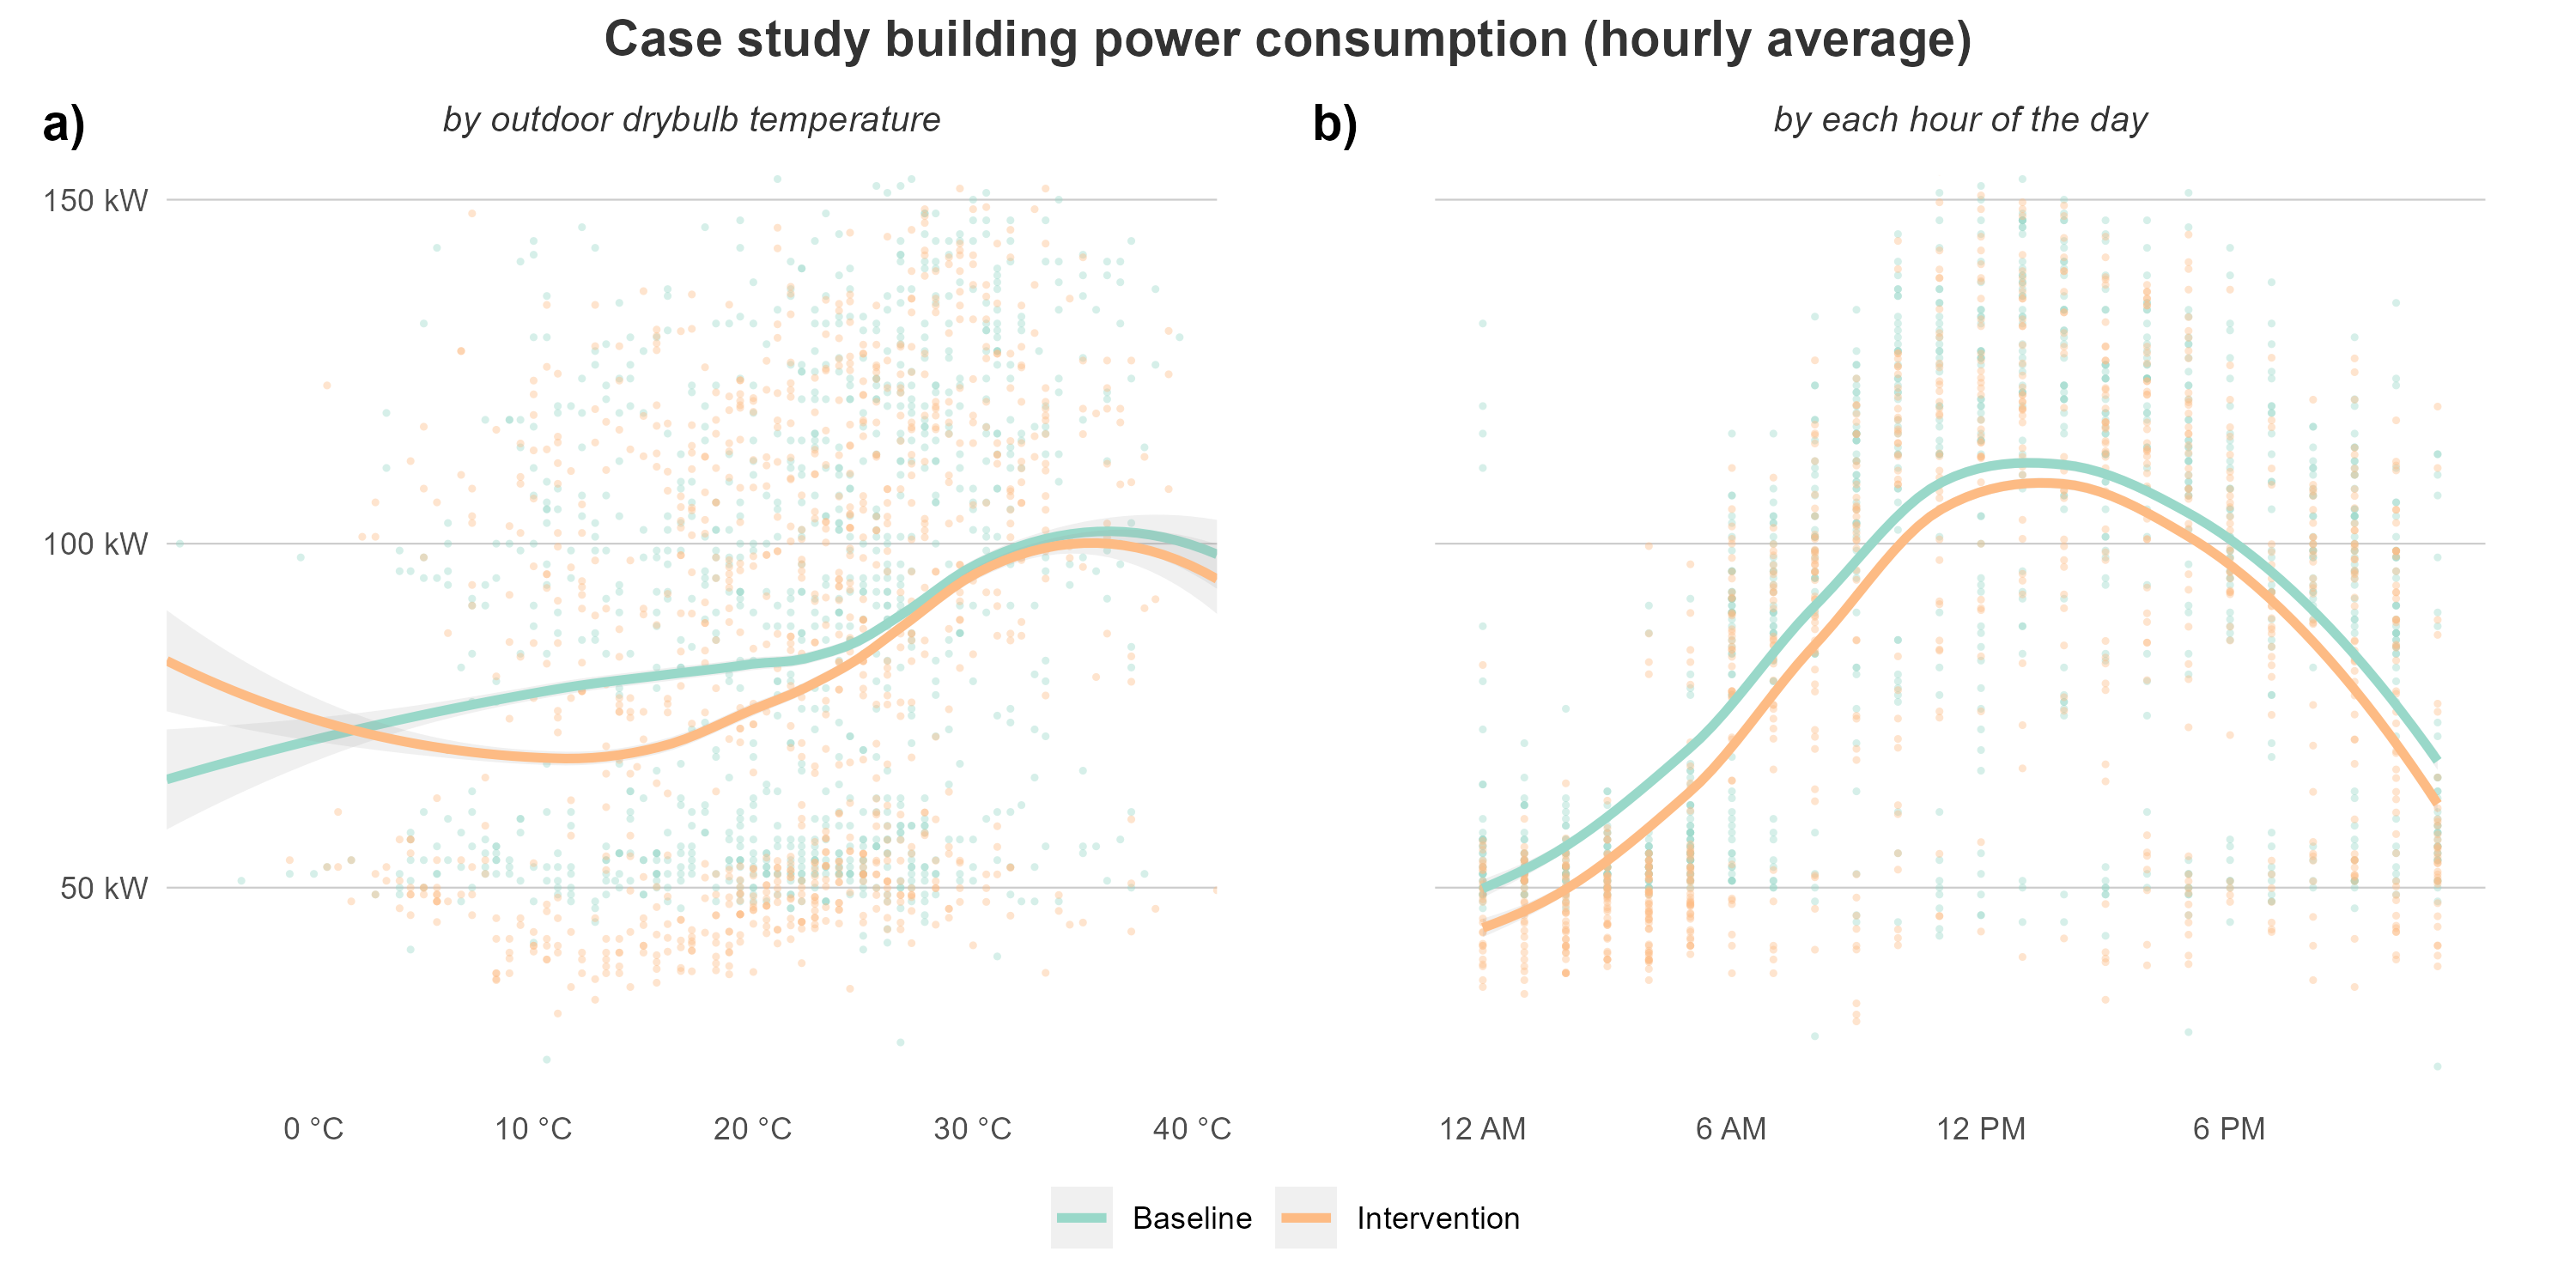 Case study building power consumption (hourly average)
a)
by outdoor drybulb temperature
b)
by each hour of the day
150 kW
100 kW
50 kW
0 °C 10 °C 20 °C 30 °C 40 °C
12 AM 6 AM 12 PM 6 PM
Baseline Intervention